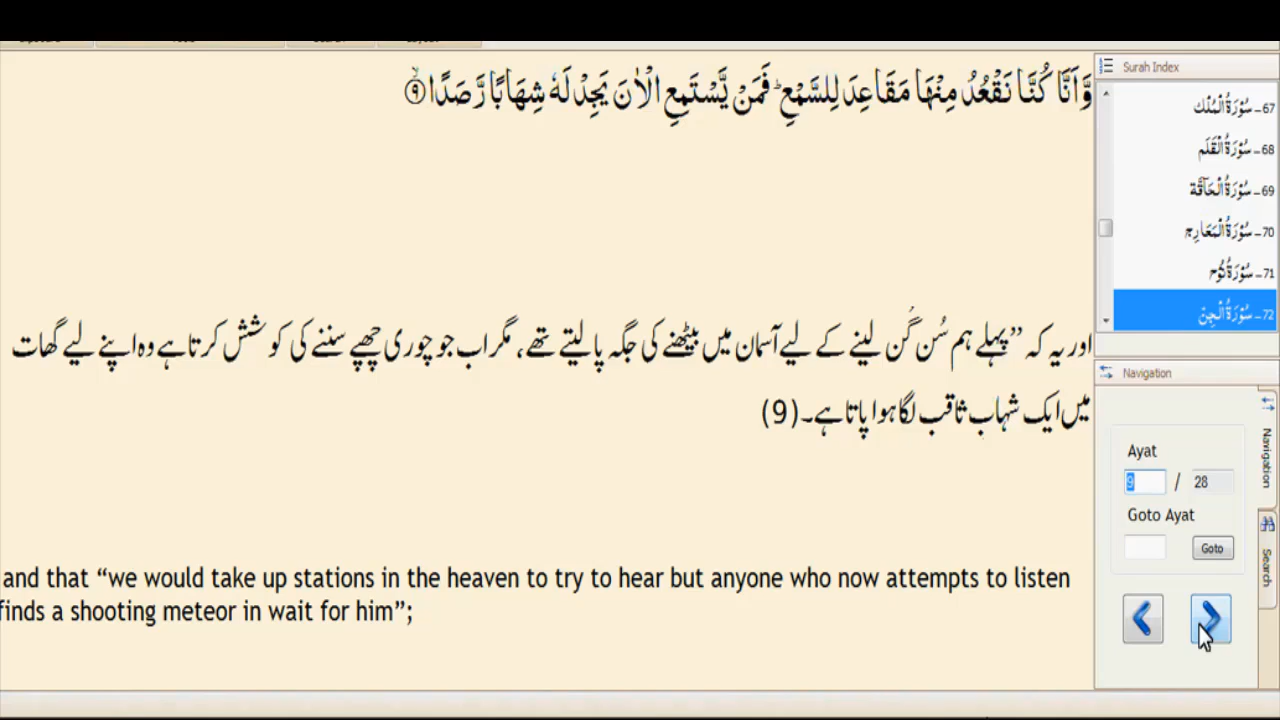 وَّاَنَّا كُنَّا نَقْعُدُ مِنْهَا مَقَاعِدَ لِلسَّمْعِ ؕ فَمَنْ يَّسْتَمِعِ الْاٰنَ يَجِدْ لَهٗ شِهَابًا رَّصَدًا ۙ﴿۹﴾
اور یہ کہ ”پہلے ہم سُن گُن لینے کے لیے آسمان میں بیٹھنے کی جگہ پا لیتے تھے، مگر اب جو چوری چھپے سننے کی کوشش کرتا ہے وہ اپنے لیے گھات
میں ایک شہاب ثاقب لگا ہوا پاتا ہے۔ (9)
and that “we would take up stations in the heaven to try to hear but anyone who now attempts to listen
finds a shooting meteor in wait for him”;
Surah Index
67- سُوْرَةُ الْمُلْك
68- سُوْرَةُ الْقَلَم
69- سُوْرَةُ الْحَآقَّة
70- سُوْرَةُ الْمَعَارِج
71- سُوْرَةُ نُوْح
72- سُوْرَةُ الْجِنّ
Navigation
Ayat
9 / 28
Goto Ayat
Goto
Navigation
Search